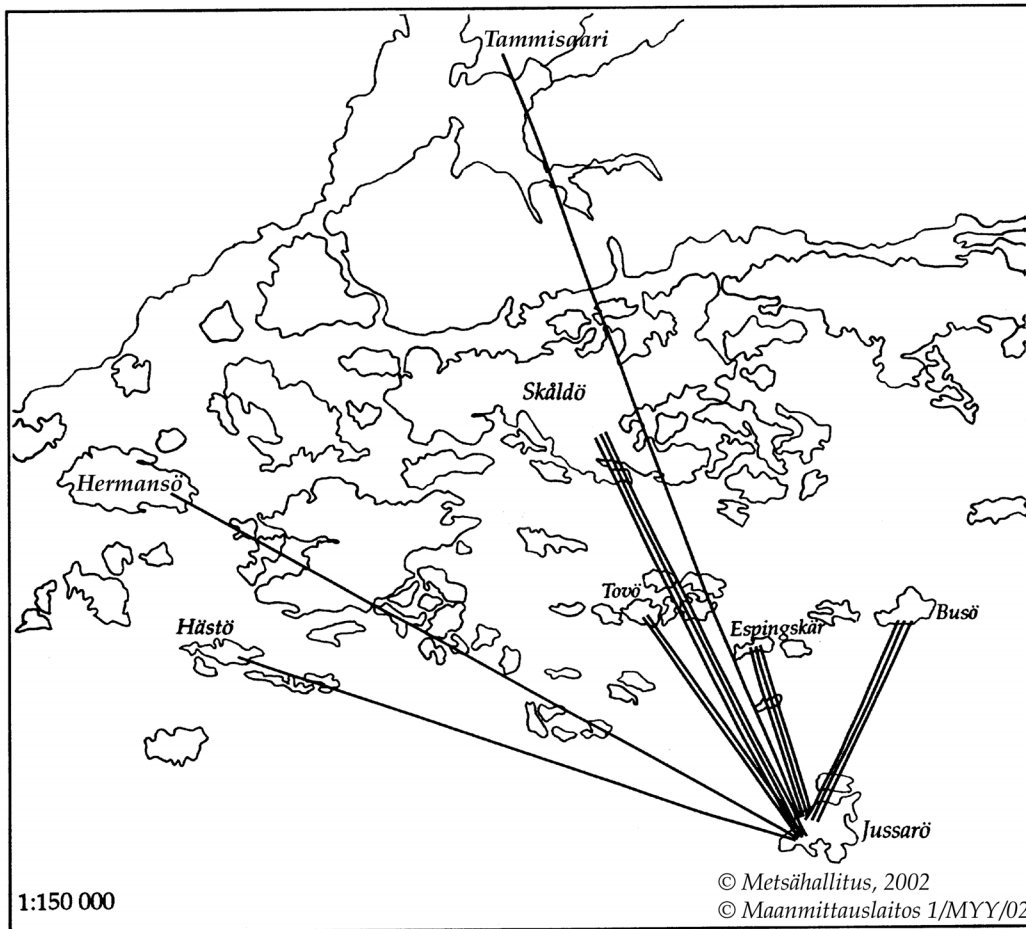 Tammisaari
Skåldö
Hermansö
Tovö
Busö
Hästö
Espingskär
Jussarö
1:150 000
© Metsähallitus, 2002
© Maanmittauslaitos 1/MYY/02